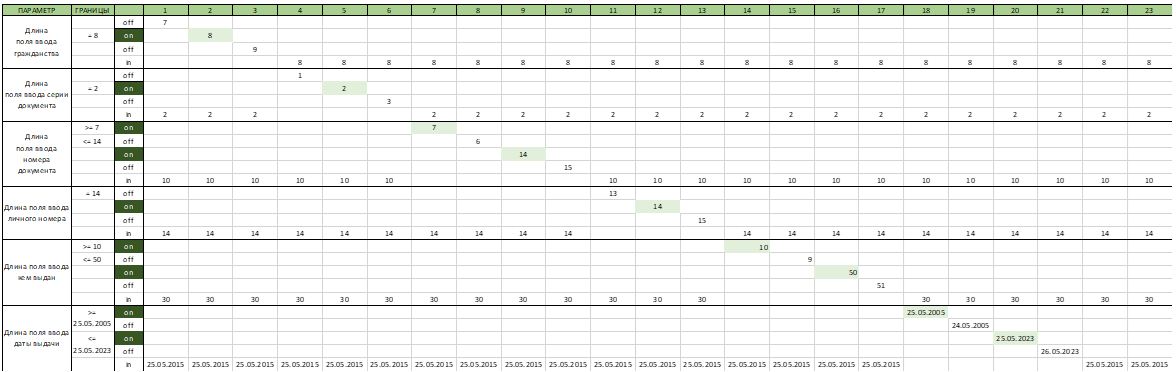 ПАРАМЕТР ГРАНИЦЫ 1 2 3 4 5 6 7 8 9 10 11 12 13 14 15 16 17 18 19 20 21 22 23
Длина поля ввода гражданства
off 7
= 8 on 8
off 9
in 8 8 8 8 8 8 8 8 8 8 8 8 8 8 8 8 8 8 8 8
Длина поля ввода серии документа
off 1
= 2 on 2
off 3
in 2 2 2 2 2 2 2 2 2 2 2 2 2 2 2 2 2 2 2 2
Длина поля ввода номера документа
>= 7 on 7
<= 14 off 6
on 14
off 15
in 10 10 10 10 10 10 10 10 10 10 10 10 10 10 10 10 10 10 10
Длина поля ввода личного номера
= 14 off 13
on 14
off 15
in 14 14 14 14 14 14 14 14 14 14 14 14 14 14 14 14 14 14 14 14
Длина поля ввода кем выдан
>= 10 on 10
<= 50 off 9
on 50
off 51
in 30 30 30 30 30 30 30 30 30 30 30 30 30 30 30 30 30 30 30
Длина поля ввода даты выдачи
>= 25.05.2005 on 25.05.2005
off 24.05.2005
<= 25.05.2023 on 25.05.2023
off 26.05.2023
in 25.05.2015 25.05.2015 25.05.2015 25.05.2015 25.05.2015 25.05.2015 25.05.2015 25.05.2015 25.05.2015 25.05.2015 25.05.2015 25.05.2015 25.05.2015 25.05.2015 25.05.2015 25.05.2015 25.05.2015 25.05.2015 25.05.2015